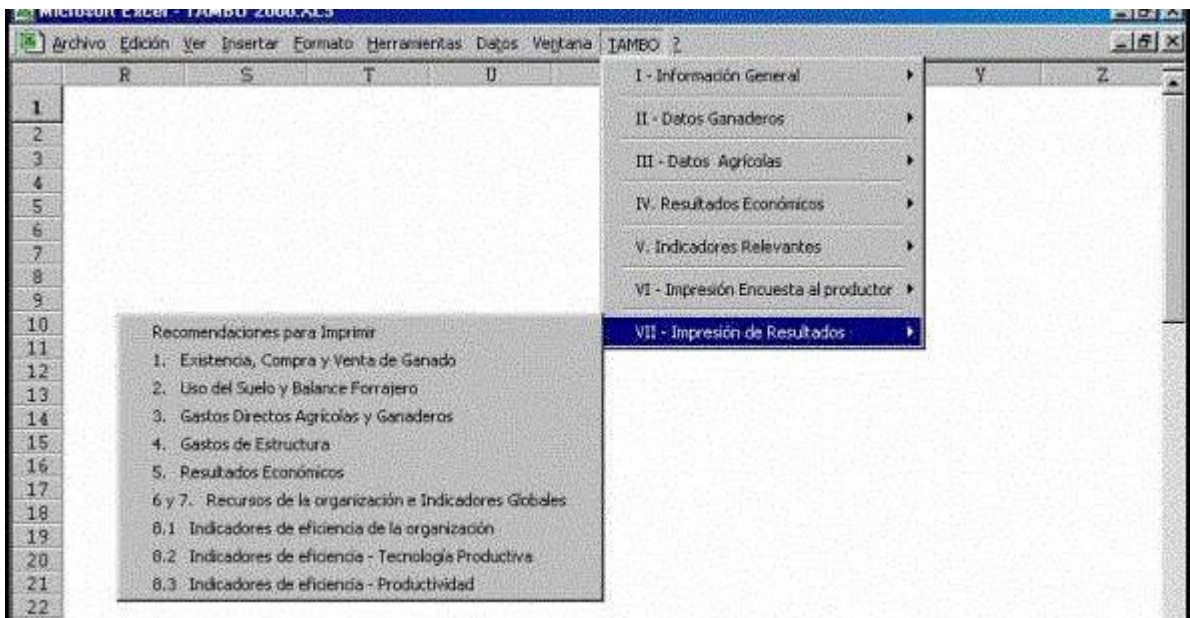 Microsoft Excel - TAMBO 2000.XLS
Archivo Edición Ver Insertar Formato Herramientas Datos Ventana TAMBO ?
R S T U Y Z
I - Información General
1
II - Datos Ganaderos
2
III - Datos Agrícolas
3
4
IV. Resultados Económicos
5
6
V. Indicadores Relevantes
7
8
VI - Impresión Encuesta al productor
9
10
VII - Impresión de Resultados
Recomendaciones para Imprimir
11
1. Existencia, Compra y Venta de Ganado
12
2. Uso del Suelo y Balance Forrajero
13
3. Gastos Directos Agrícolas y Ganaderos
14
4. Gastos de Estructura
15
5. Resultados Económicos
16
6 y 7. Recursos de la organización e Indicadores Globales
17
18
8.1 Indicadores de eficiencia de la organización
19
8.2 Indicadores de eficiencia - Tecnología Productiva
20
8.3 Indicadores de eficiencia - Productividad
21
22